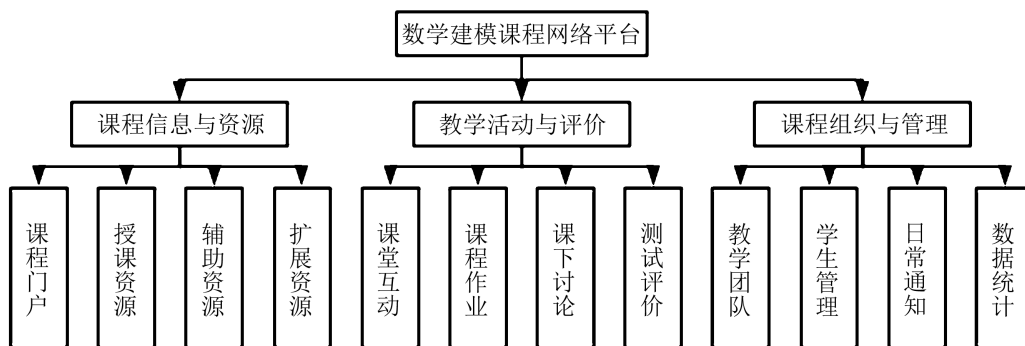 数学建模课程网络平台
课程信息与资源
教学活动与评价
课程组织与管理
课程门户
授课资源
辅助资源
扩展资源
课堂互动
课程作业
课下讨论
测试评价
教学团队
学生管理
日常通知
数据统计